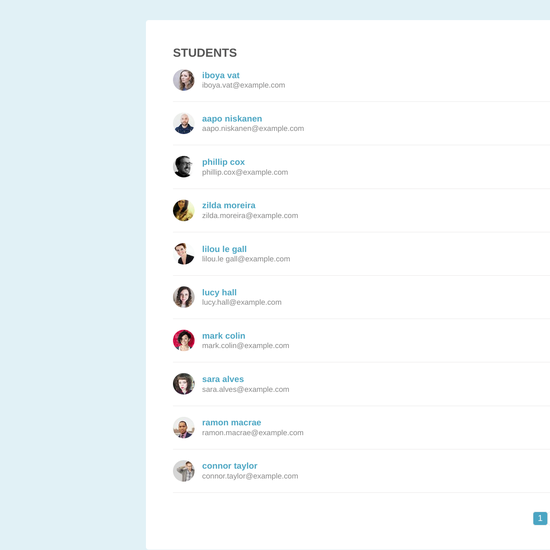 STUDENTS
iboya vat
iboya.vat@example.com
aapo niskanen
aapo.niskanen@example.com
phillip cox
phillip.cox@example.com
zilda moreira
zilda.moreira@example.com
lilou le gall
lilou.le gall@example.com
lucy hall
lucy.hall@example.com
mark colin
mark.colin@example.com
sara alves
sara.alves@example.com
ramon macrae
ramon.macrae@example.com
connor taylor
connor.taylor@example.com
1